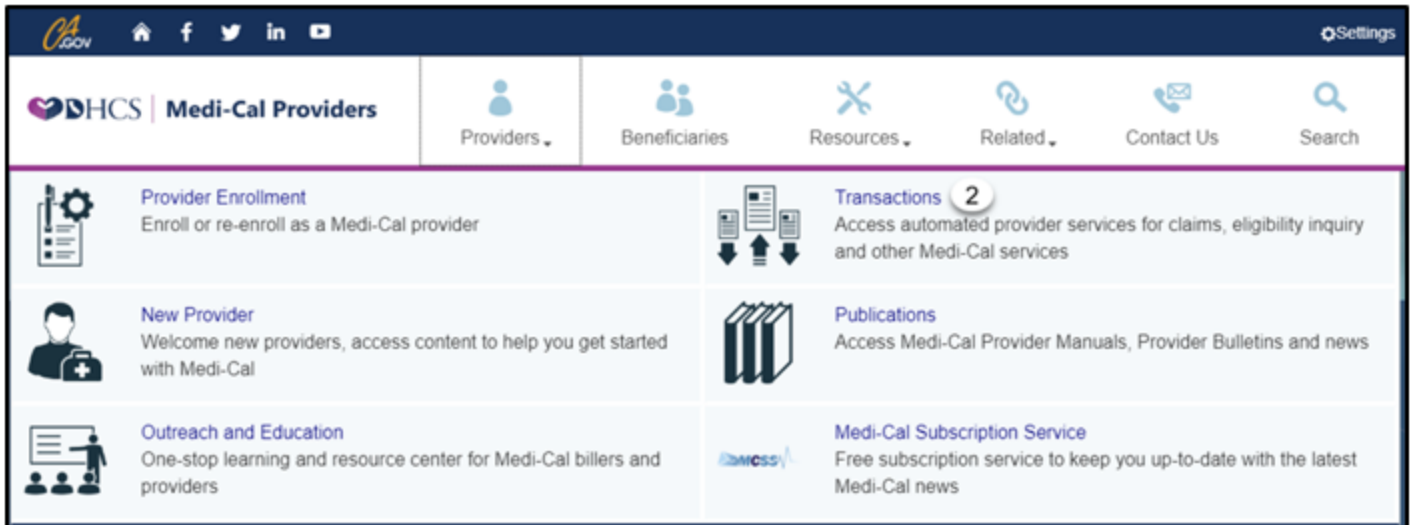 CA.GOV
Settings
DHCS | Medi-Cal Providers
Providers
Beneficiaries
Resources
Related
Contact Us
Search
Provider Enrollment
Enroll or re-enroll as a Medi-Cal provider
Transactions 2
Access automated provider services for claims, eligibility inquiry
and other Medi-Cal services
New Provider
Welcome new providers, access content to help you get started
with Medi-Cal
Publications
Access Medi-Cal Provider Manuals, Provider Bulletins and news
Outreach and Education
One-stop learning and resource center for Medi-Cal billers and
providers
MCSS
Medi-Cal Subscription Service
Free subscription service to keep you up-to-date with the latest
Medi-Cal news